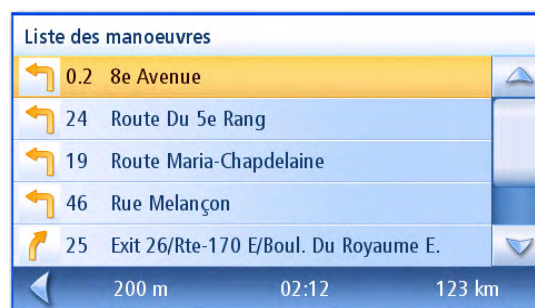 Liste des manoeuvres
0.2 8e Avenue
24 Route Du 5e Rang
19 Route Maria-Chapdelaine
46 Rue Melançon
25 Exit 26/Rte-170 E/Boul. Du Royaume E.
200 m 02:12 123 km